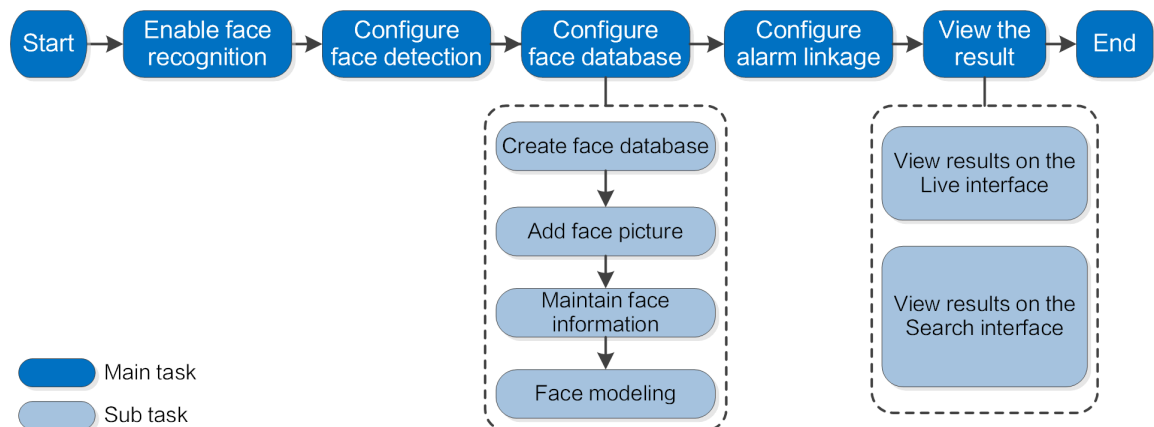 Start
Enable face
recognition
Configure
face detection
Configure
face database
Configure
alarm linkage
View the
result
End
Create face database
Add face picture
Maintain face
information
Face modeling
View results on the
Live interface
View results on the
Search interface
Main task
Sub task